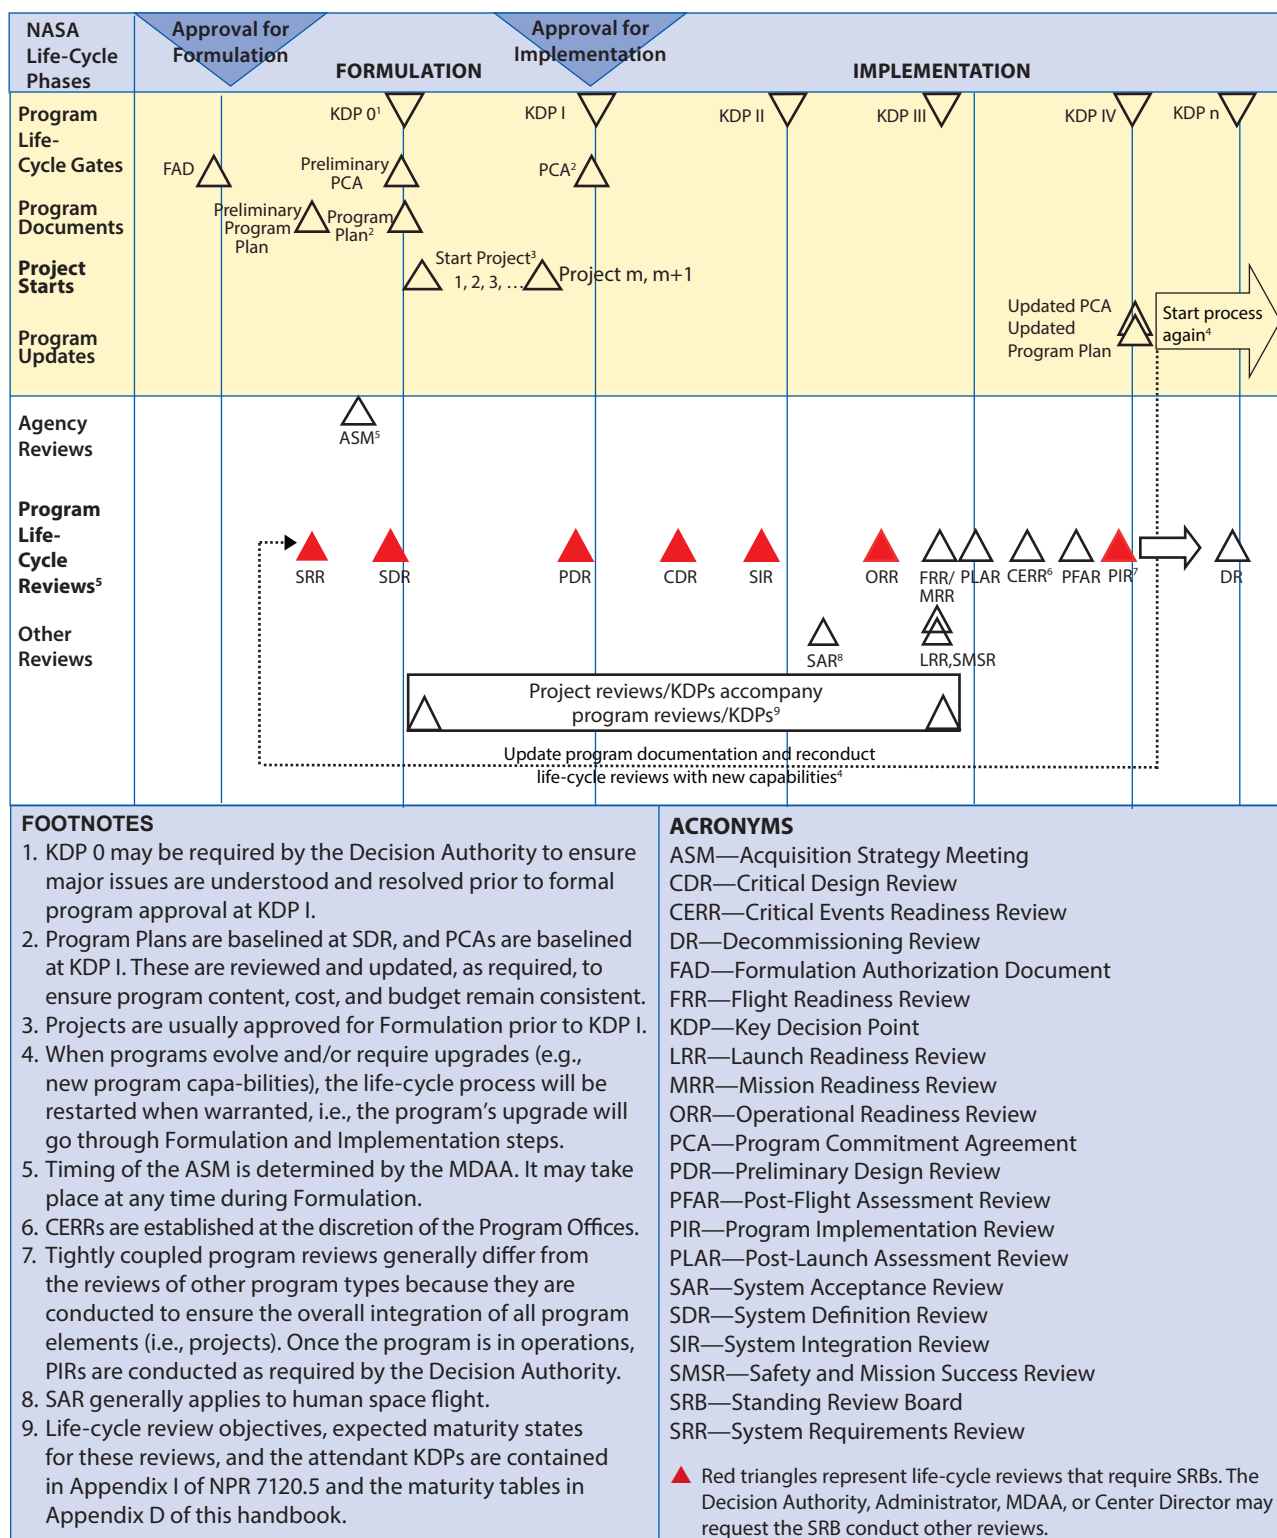 NASA
Life-Cycle
Phases
Approval for
Formulation
FORMULATION
Approval for
Implementation
IMPLEMENTATION
Program
Life-
Cycle Gates
KDP 0¹
KDP I
KDP II
KDP III
KDP IV
KDP n
FAD
Preliminary
PCA
PCA²
Program
Documents
Preliminary
Program
Plan
Program
Plan²
Project
Starts
Start Project³
1, 2, 3, …
Project m, m+1
Program
Updates
Updated PCA
Updated
Program Plan
Start process
again⁴
Agency
Reviews
ASM⁵
Program
Life-
Cycle
Reviews⁵
SRR
SDR
PDR
CDR
SIR
ORR
FRR/
MRR
PLAR
CERR⁶
PFAR
PIR⁷
DR
Other
Reviews
SAR⁸
LRR,SMSR
Project reviews/KDPs accompany
program reviews/KDPs⁹
Update program documentation and reconduct
life-cycle reviews with new capabilities⁴
FOOTNOTES
1. KDP 0 may be required by the Decision Authority to ensure
major issues are understood and resolved prior to formal
program approval at KDP I.
2. Program Plans are baselined at SDR, and PCAs are baselined
at KDP I. These are reviewed and updated, as required, to
ensure program content, cost, and budget remain consistent.
3. Projects are usually approved for Formulation prior to KDP I.
4. When programs evolve and/or require upgrades (e.g.,
new program capa-bilities), the life-cycle process will be
restarted when warranted, i.e., the program's upgrade will
go through Formulation and Implementation steps.
5. Timing of the ASM is determined by the MDAA. It may take
place at any time during Formulation.
6. CERRs are established at the discretion of the Program Offices.
7. Tightly coupled program reviews generally differ from
the reviews of other program types because they are
conducted to ensure the overall integration of all program
elements (i.e., projects). Once the program is in operations,
PIRs are conducted as required by the Decision Authority.
8. SAR generally applies to human space flight.
9. Life-cycle review objectives, expected maturity states
for these reviews, and the attendant KDPs are contained
in Appendix I of NPR 7120.5 and the maturity tables in
Appendix D of this handbook.
ACRONYMS
ASM—Acquisition Strategy Meeting
CDR—Critical Design Review
CERR—Critical Events Readiness Review
DR—Decommissioning Review
FAD—Formulation Authorization Document
FRR—Flight Readiness Review
KDP—Key Decision Point
LRR—Launch Readiness Review
MRR—Mission Readiness Review
ORR—Operational Readiness Review
PCA—Program Commitment Agreement
PDR—Preliminary Design Review
PFAR—Post-Flight Assessment Review
PIR—Program Implementation Review
PLAR—Post-Launch Assessment Review
SAR—System Acceptance Review
SDR—System Definition Review
SIR—System Integration Review
SMSR—Safety and Mission Success Review
SRB—Standing Review Board
SRR—System Requirements Review
Red triangles represent life-cycle reviews that require SRBs. The
Decision Authority, Administrator, MDAA, or Center Director may
request the SRB conduct other reviews.